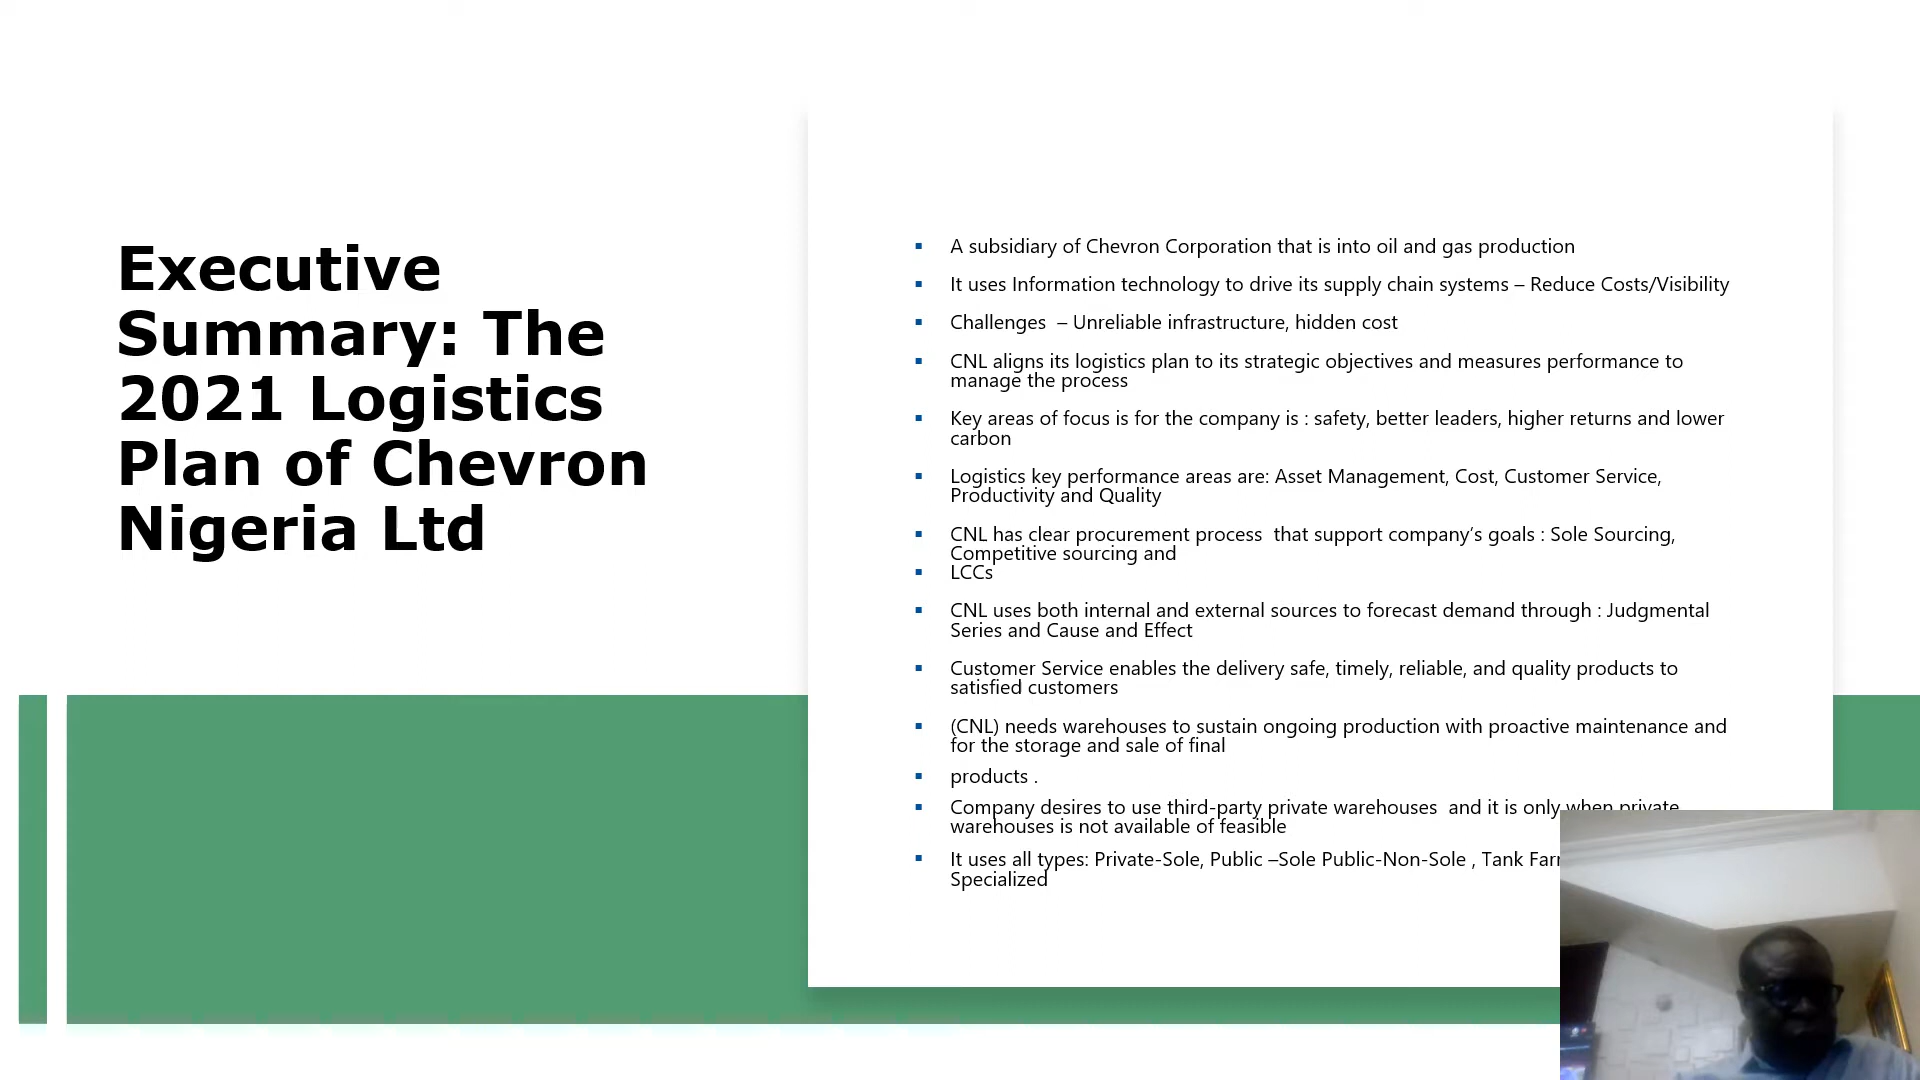 Executive
Summary: The
2021 Logistics
Plan of Chevron
Nigeria Ltd
A subsidiary of Chevron Corporation that is into oil and gas production
It uses Information technology to drive its supply chain systems – Reduce Costs/Visibility
Challenges – Unreliable infrastructure, hidden cost
CNL aligns its logistics plan to its strategic objectives and measures performance to
manage the process
Key areas of focus is for the company is : safety, better leaders, higher returns and lower
carbon
Logistics key performance areas are: Asset Management, Cost, Customer Service,
Productivity and Quality
CNL has clear procurement process that support company’s goals : Sole Sourcing,
Competitive sourcing and
LCCs
CNL uses both internal and external sources to forecast demand through : Judgmental
Series and Cause and Effect
Customer Service enables the delivery safe, timely, reliable, and quality products to
satisfied customers
(CNL) needs warehouses to sustain ongoing production with proactive maintenance and
for the storage and sale of final
products .
Company desires to use third-party private warehouses and it is only when private
warehouses is not available of feasible
It uses all types: Private-Sole, Public –Sole Public-Non-Sole , Tank
Specialized